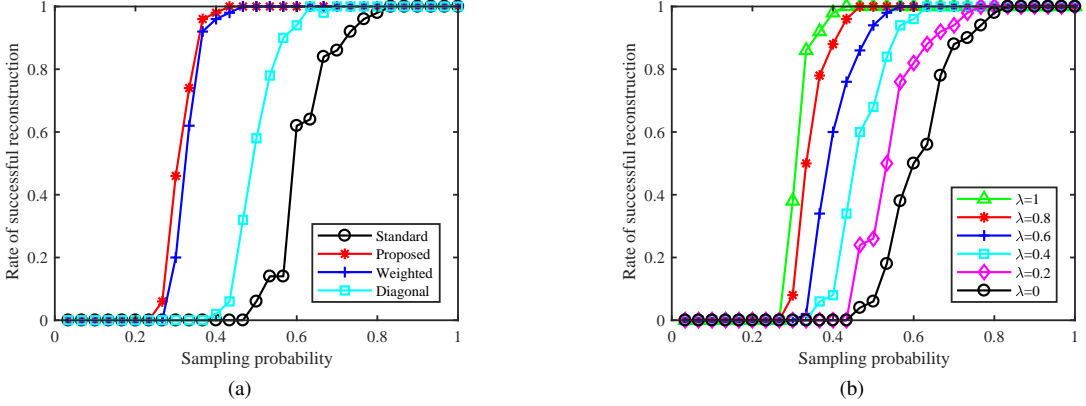 1
0.8
0.6
0.4
0.2
0
0
0.2
0.4
0.6
0.8
1
Rate of successful reconstruction
Sampling probability
Standard
Proposed
Weighted
Diagonal
(a)
1
0.8
0.6
0.4
0.2
0
0
0.2
0.4
0.6
0.8
1
Rate of successful reconstruction
Sampling probability
λ=1
λ=0.8
λ=0.6
λ=0.4
λ=0.2
λ=0
(b)